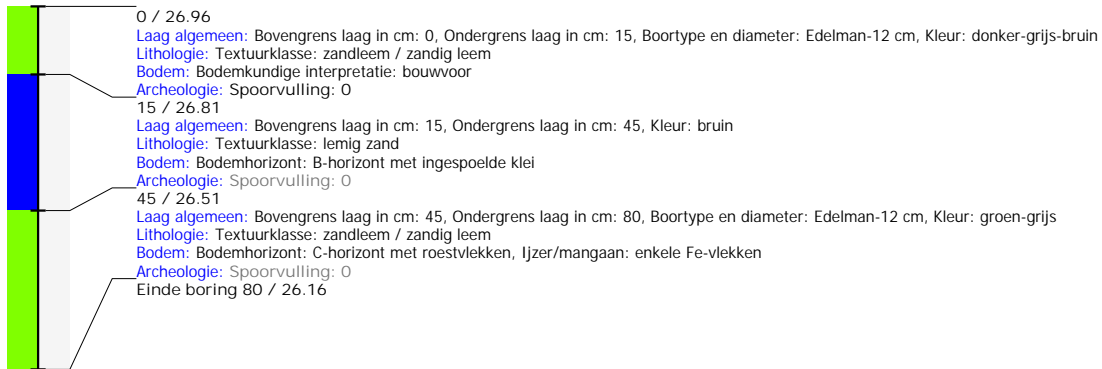 0 / 26.96
Laag algemeen: Bovengrens laag in cm: 0, Ondergrens laag in cm: 15, Boortype en diameter: Edelman-12 cm, Kleur: donker-grijs-bruin
Lithologie: Textuurklasse: zandleem / zandig leem
Bodem: Bodemkundige interpretatie: bouwvoor
Archeologie: Spoorvulling: 0
15 / 26.81
Laag algemeen: Bovengrens laag in cm: 15, Ondergrens laag in cm: 45, Kleur: bruin
Lithologie: Textuurklasse: lemig zand
Bodem: Bodemhorizont: B-horizont met ingespoelde klei
Archeologie: Spoorvulling: 0
45 / 26.51
Laag algemeen: Bovengrens laag in cm: 45, Ondergrens laag in cm: 80, Boortype en diameter: Edelman-12 cm, Kleur: groen-grijs
Lithologie: Textuurklasse: zandleem / zandig leem
Bodem: Bodemhorizont: C-horizont met roestvlekken, Ijzer/mangaan: enkele Fe-vlekken
Archeologie: Spoorvulling: 0
Einde boring 80 / 26.16